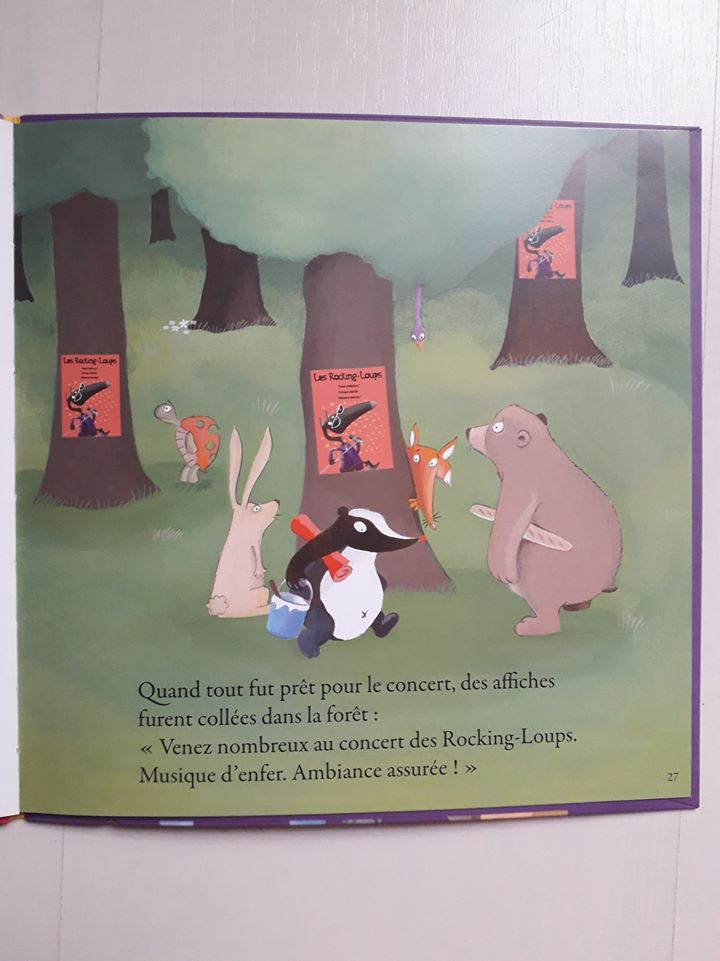 -Loups
Les Rocking-Loups
Les Rocking-Loups
Quand tout fut prêt pour le concert, des affiches
furent collées dans la forêt :
« Venez nombreux au concert des Rocking-Loups.
Musique d’enfer. Ambiance assurée ! »
27